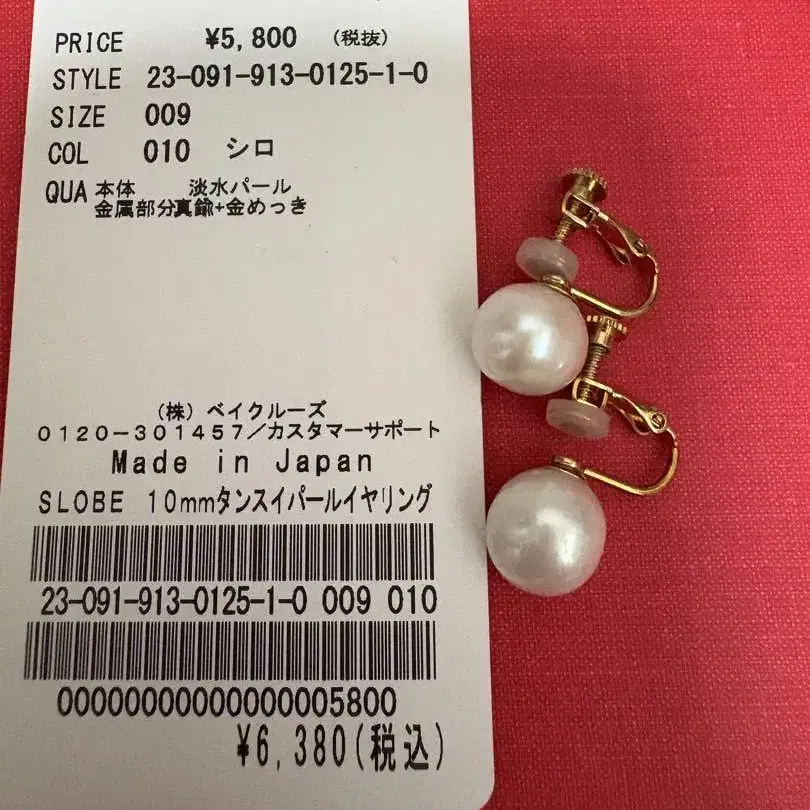 PRICE ¥5,800 (税抜)
STYLE 23-091-913-0125-1-0
SIZE 009
COL 010 シロ
QUA 本体 淡水パール
金属部分真鍮+金めっき
(株) ベイクルーズ
0120-301457/カスタマーサポート
Made in Japan
SLOBE 10mmタンスイパールイヤリング
23-091-913-0125-1-0 009 010
00000000000000005800
¥6,380(税込)